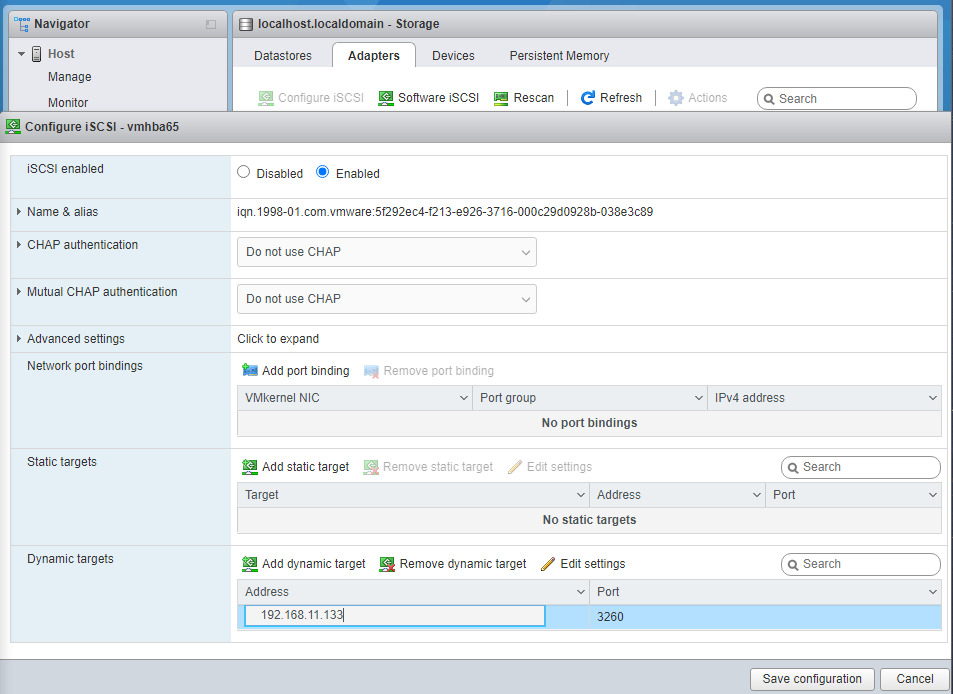 Navigator
localhost.localdomain - Storage
Host
Manage
Monitor
Datastores Adapters Devices Persistent Memory
Configure iSCSI Software iSCSI Rescan Refresh Actions Search
Configure iSCSI - vmhba65
iSCSI enabled Disabled Enabled
Name & alias iqn.1998-01.com.vmware:5f292ec4-f213-e926-3716-000c29d0928b-038e3c89
CHAP authentication Do not use CHAP
Mutual CHAP authentication Do not use CHAP
Advanced settings Click to expand
Network port bindings Add port binding Remove port binding
VMkernel NIC Port group IPv4 address
No port bindings
Static targets Add static target Remove static target Edit settings Search
Target Address Port
No static targets
Dynamic targets Add dynamic target Remove dynamic target Edit settings Search
Address Port
192.168.11.133 3260
Save configuration Cancel